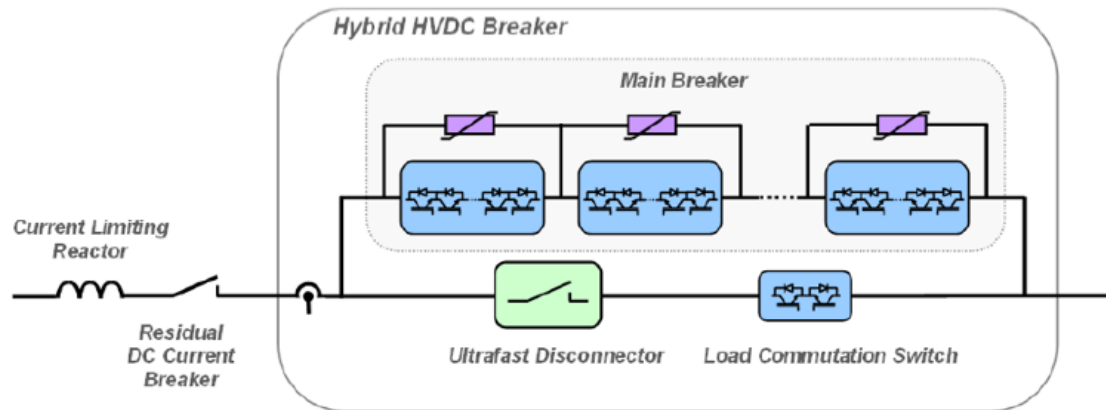 Hybrid HVDC Breaker
Main Breaker
Current Limiting
Reactor
Residual
DC Current
Breaker
Ultrafast Disconnector
Load Commutation Switch